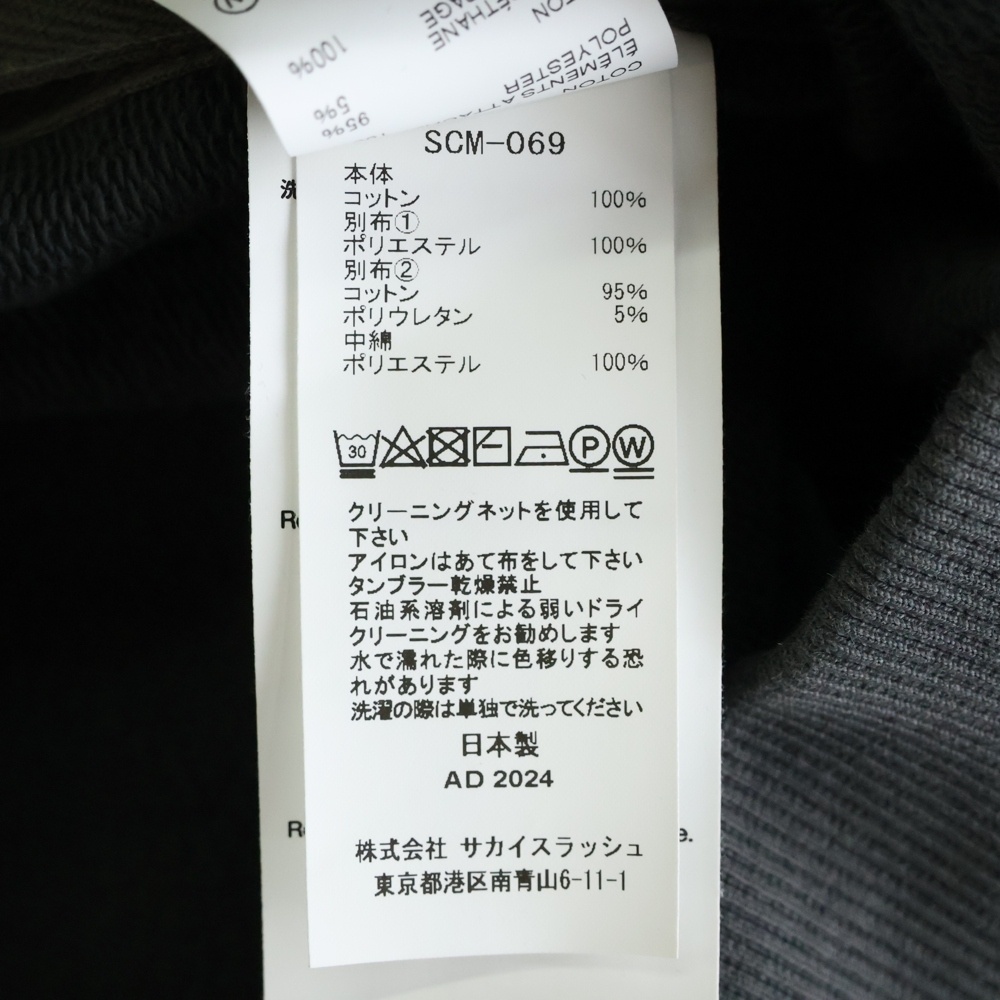 100%
5%
95%
POLYESTER
SCM-069
本体
コットン 100%
別布①
ポリエステル 100%
別布②
コットン 95%
ポリウレタン 5%
中綿
ポリエステル 100%
洗
30 P W
クリーニングネットを使用して
下さい
アイロンはあて布をして下さい
タンブラー乾燥禁止
石油系溶剤による弱いドライ
クリーニングをお勧めします
水で濡れた際に色移りする恐
れがあります
洗濯の際は単独で洗ってください
日本製
AD 2024
株式会社 サカイスラッシュ
東京都港区南青山6-11-1